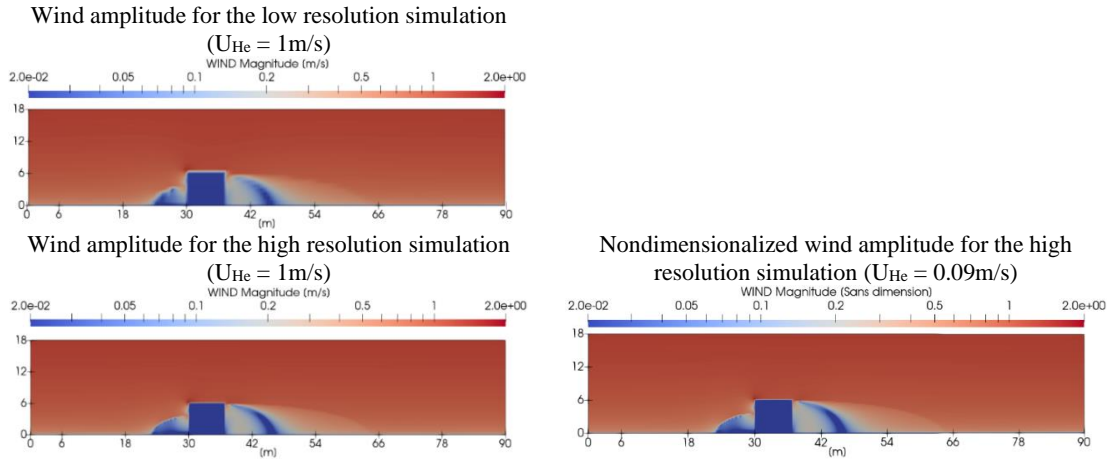 Wind amplitude for the low resolution simulation
(UHe = 1m/s)
WIND Magnitude (m/s)
2.0e-02 0.05 0.1 0.2 0.5 1 2.0e+00
18
12
6
0
0 6 18 30 42 54 66 78 90
(m)
Wind amplitude for the high resolution simulation
(UHe = 1m/s)
WIND Magnitude (m/s)
2.0e-02 0.05 0.1 0.2 0.5 1 2.0e+00
18
12
6
0
0 6 18 30 42 54 66 78 90
(m)
Nondimensionalized wind amplitude for the high
resolution simulation (UHe = 0.09m/s)
WIND Magnitude (Sans dimension)
2.0e-02 0.05 0.1 0.2 0.5 1 2.0e+00
18
12
6
0
0 6 18 30 42 54 66 78 90
(m)